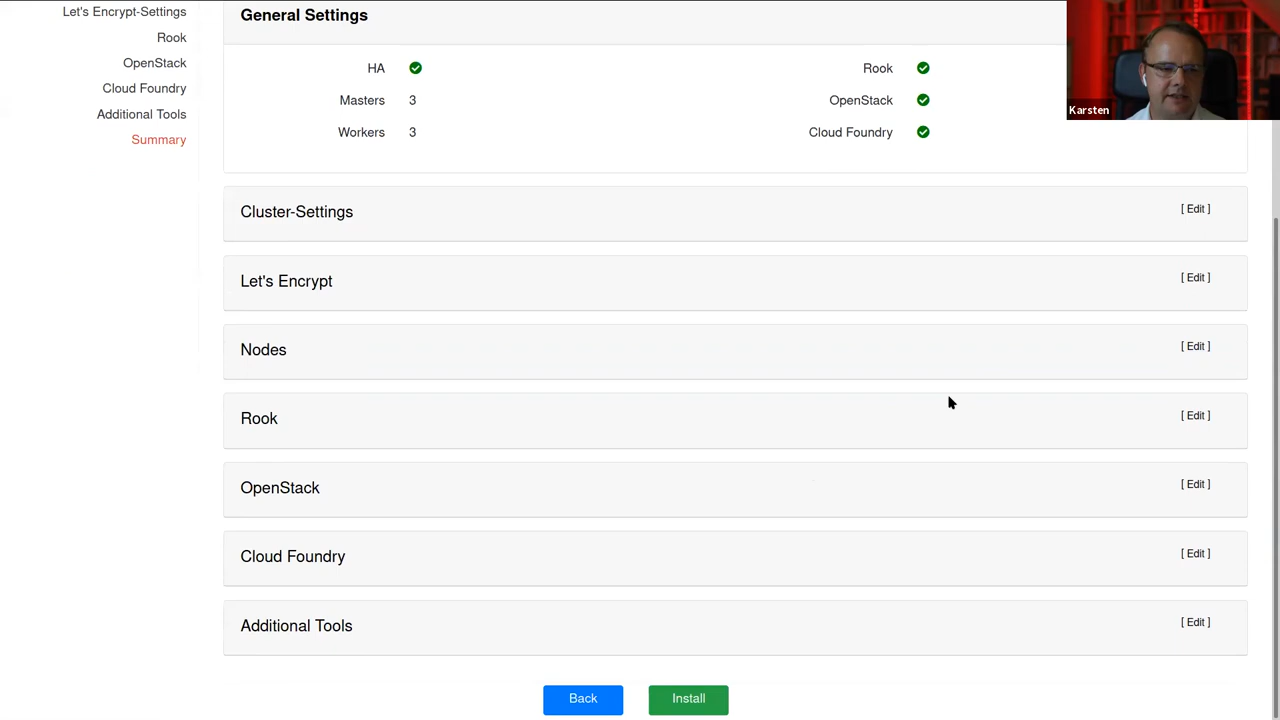 Let's Encrypt-Settings
Rook
OpenStack
Cloud Foundry
Additional Tools
Summary
General Settings
HA
Rook
Masters 3
OpenStack
Workers 3
Cloud Foundry
Karsten
Cluster-Settings [ Edit ]
Let's Encrypt [ Edit ]
Nodes [ Edit ]
Rook [ Edit ]
OpenStack [ Edit ]
Cloud Foundry [ Edit ]
Additional Tools [ Edit ]
Back Install